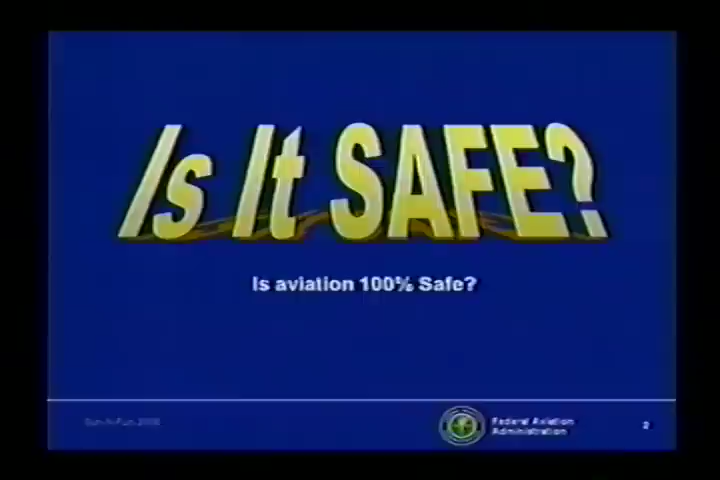 Is It SAFE?
Is aviation 100% Safe?
Federal Aviation
Administration
2